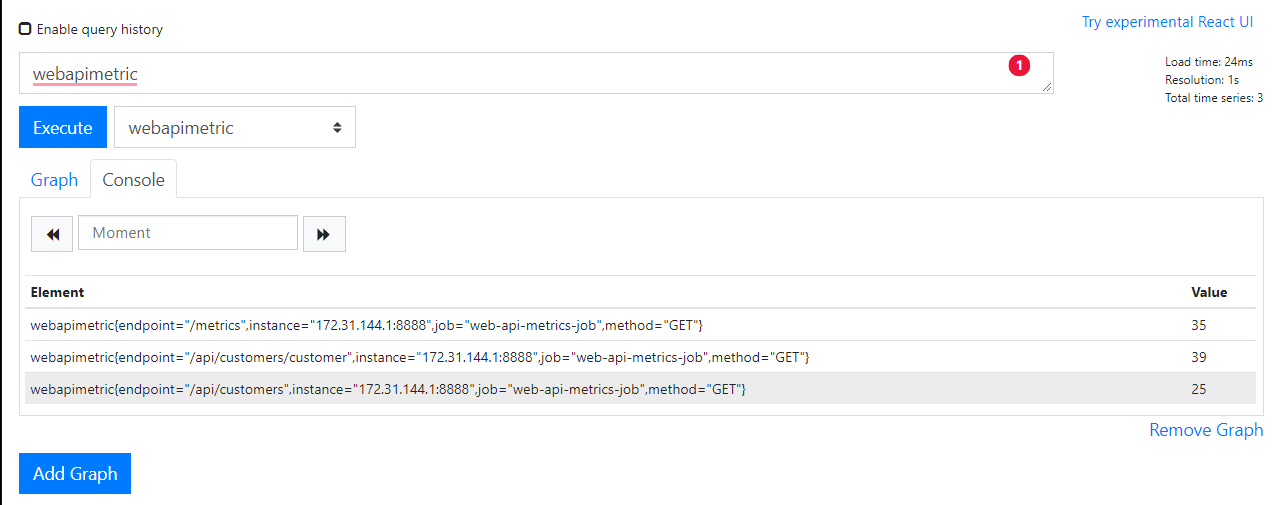 Enable query history
Try experimental React UI
webapimetric
1
Load time: 24ms
Resolution: 1s
Total time series: 3
Execute
webapimetric
Graph
Console
Moment
Element Value
webapimetric{endpoint="/metrics",instance="172.31.144.1:8888",job="web-api-metrics-job",method="GET"} 35
webapimetric{endpoint="/api/customers/customer",instance="172.31.144.1:8888",job="web-api-metrics-job",method="GET"} 39
webapimetric{endpoint="/api/customers",instance="172.31.144.1:8888",job="web-api-metrics-job",method="GET"} 25
Remove Graph
Add Graph